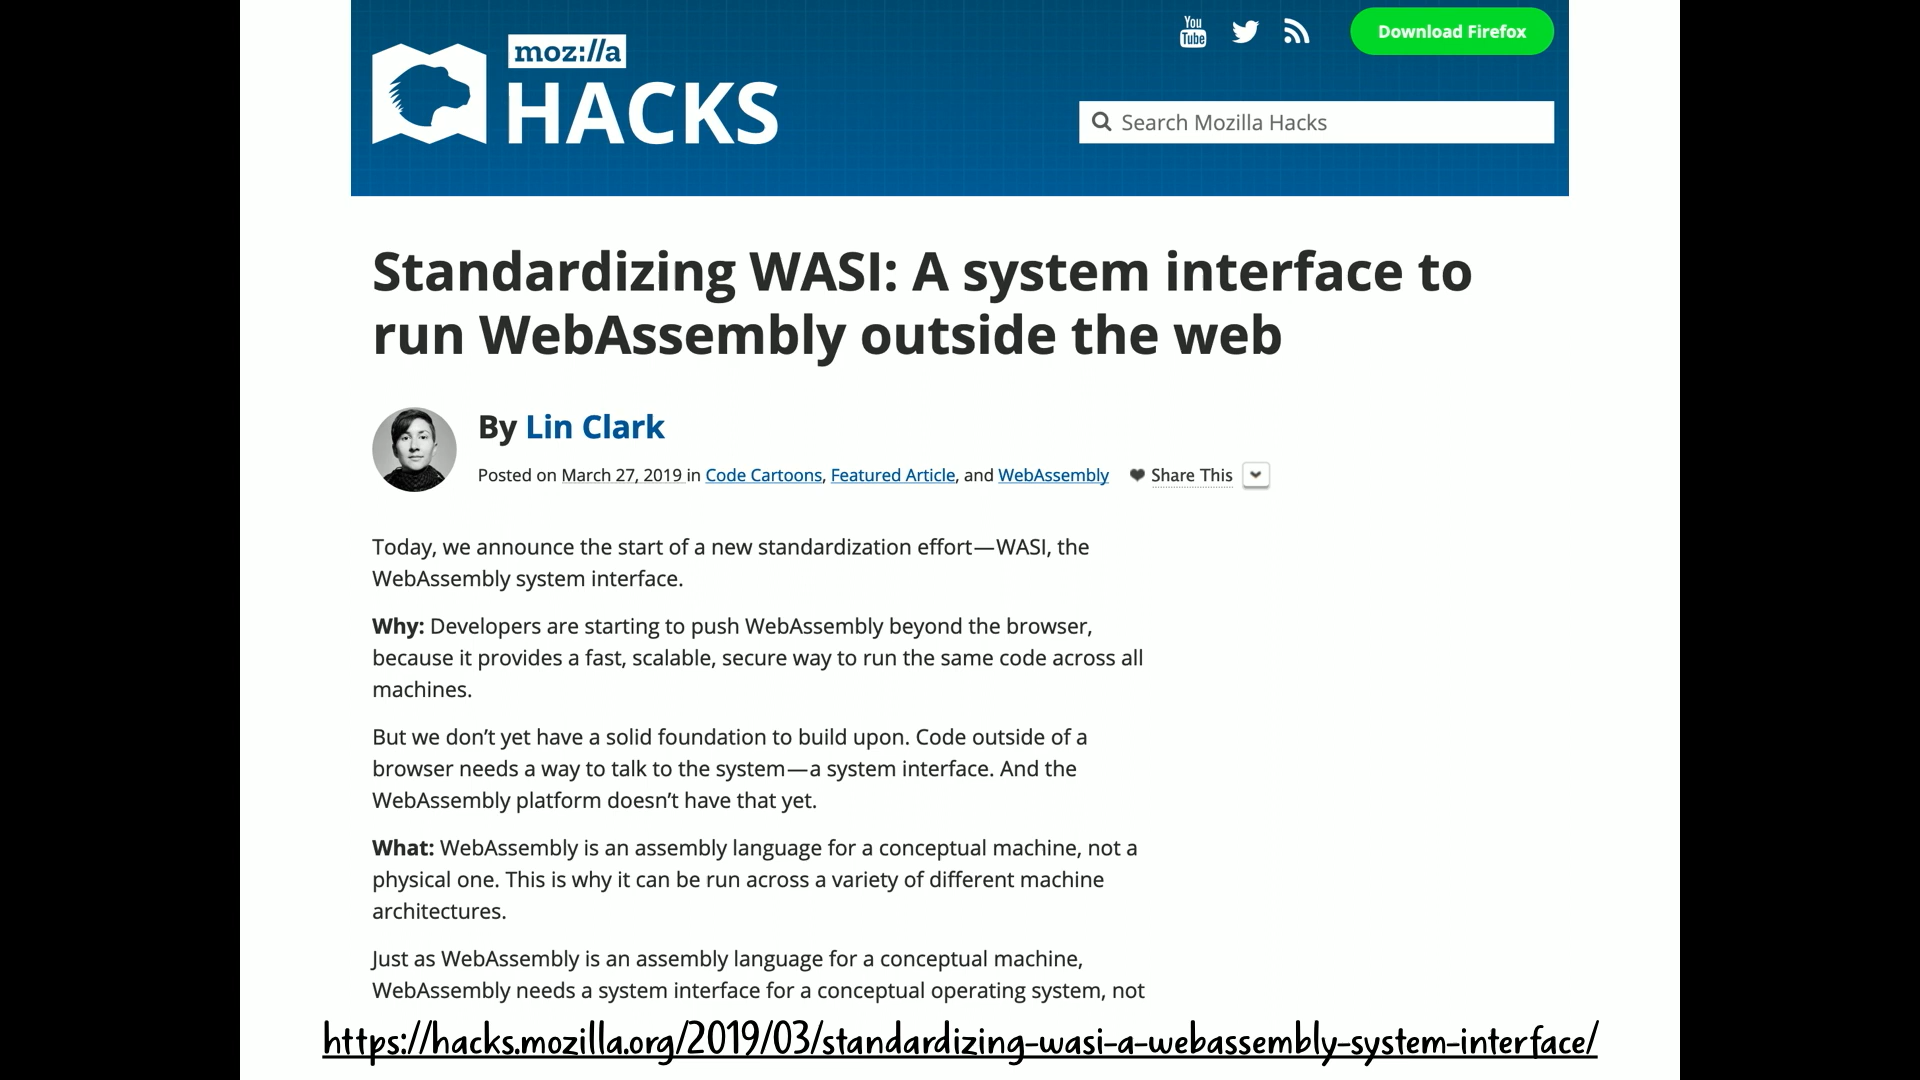 You
Tube
Download Firefox
moz://a
HACKS
Search Mozilla Hacks
Standardizing WASI: A system interface to
run WebAssembly outside the web
By Lin Clark
Posted on March 27, 2019 in Code Cartoons, Featured Article, and WebAssembly Share This
Today, we announce the start of a new standardization effort—WASI, the
WebAssembly system interface.
Why: Developers are starting to push WebAssembly beyond the browser,
because it provides a fast, scalable, secure way to run the same code across all
machines.
But we don’t yet have a solid foundation to build upon. Code outside of a
browser needs a way to talk to the system—a system interface. And the
WebAssembly platform doesn’t have that yet.
What: WebAssembly is an assembly language for a conceptual machine, not a
physical one. This is why it can be run across a variety of different machine
architectures.
Just as WebAssembly is an assembly language for a conceptual machine,
WebAssembly needs a system interface for a conceptual operating system, not
https://hacks.mozilla.org/2019/03/standardizing-wasi-a-webassembly-system-interface/